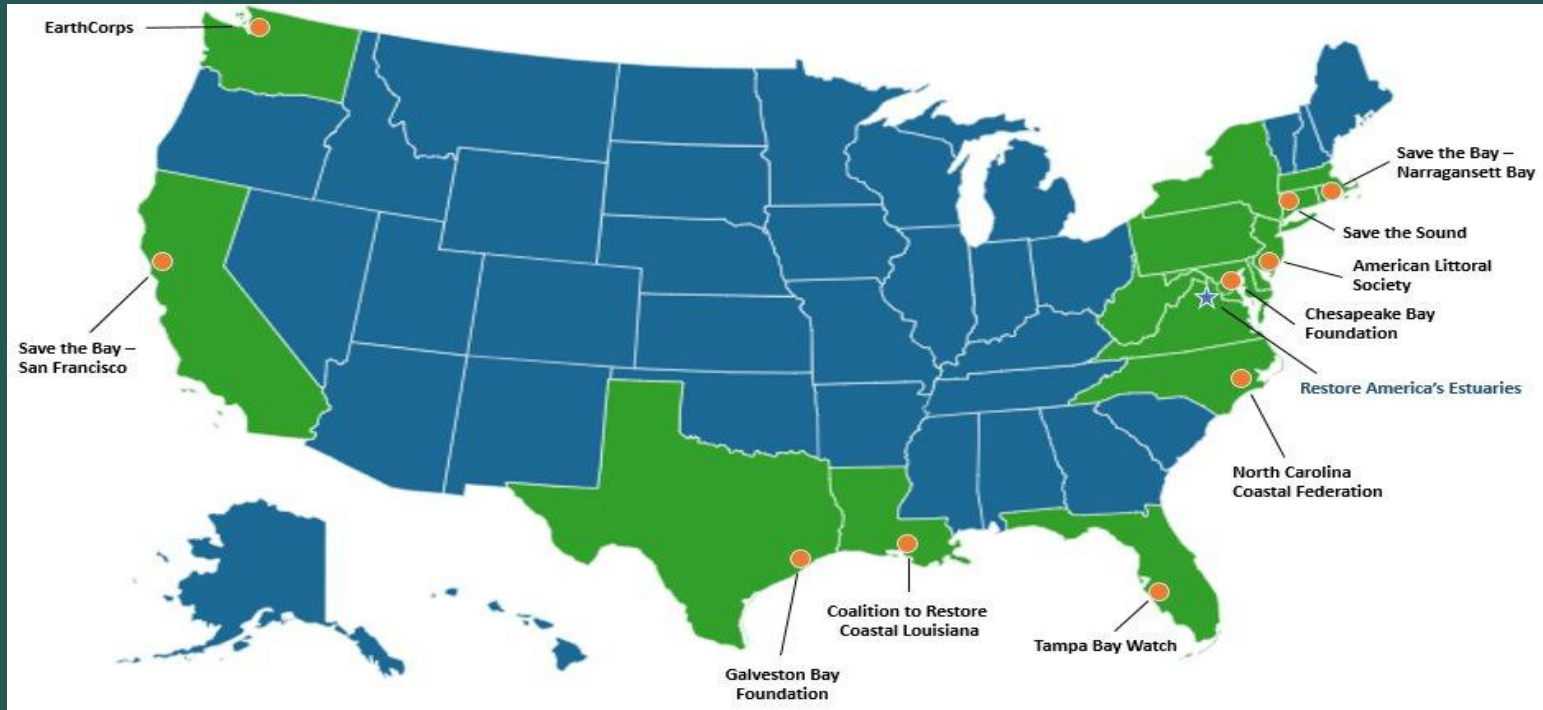 EarthCorps
Save the Bay –
Narragansett Bay
Save the Sound
American Littoral
Society
Chesapeake Bay
Foundation
Save the Bay –
San Francisco
Restore America's Estuaries
North Carolina
Coastal Federation
Coalition to Restore
Coastal Louisiana
Tampa Bay Watch
Galveston Bay
Foundation